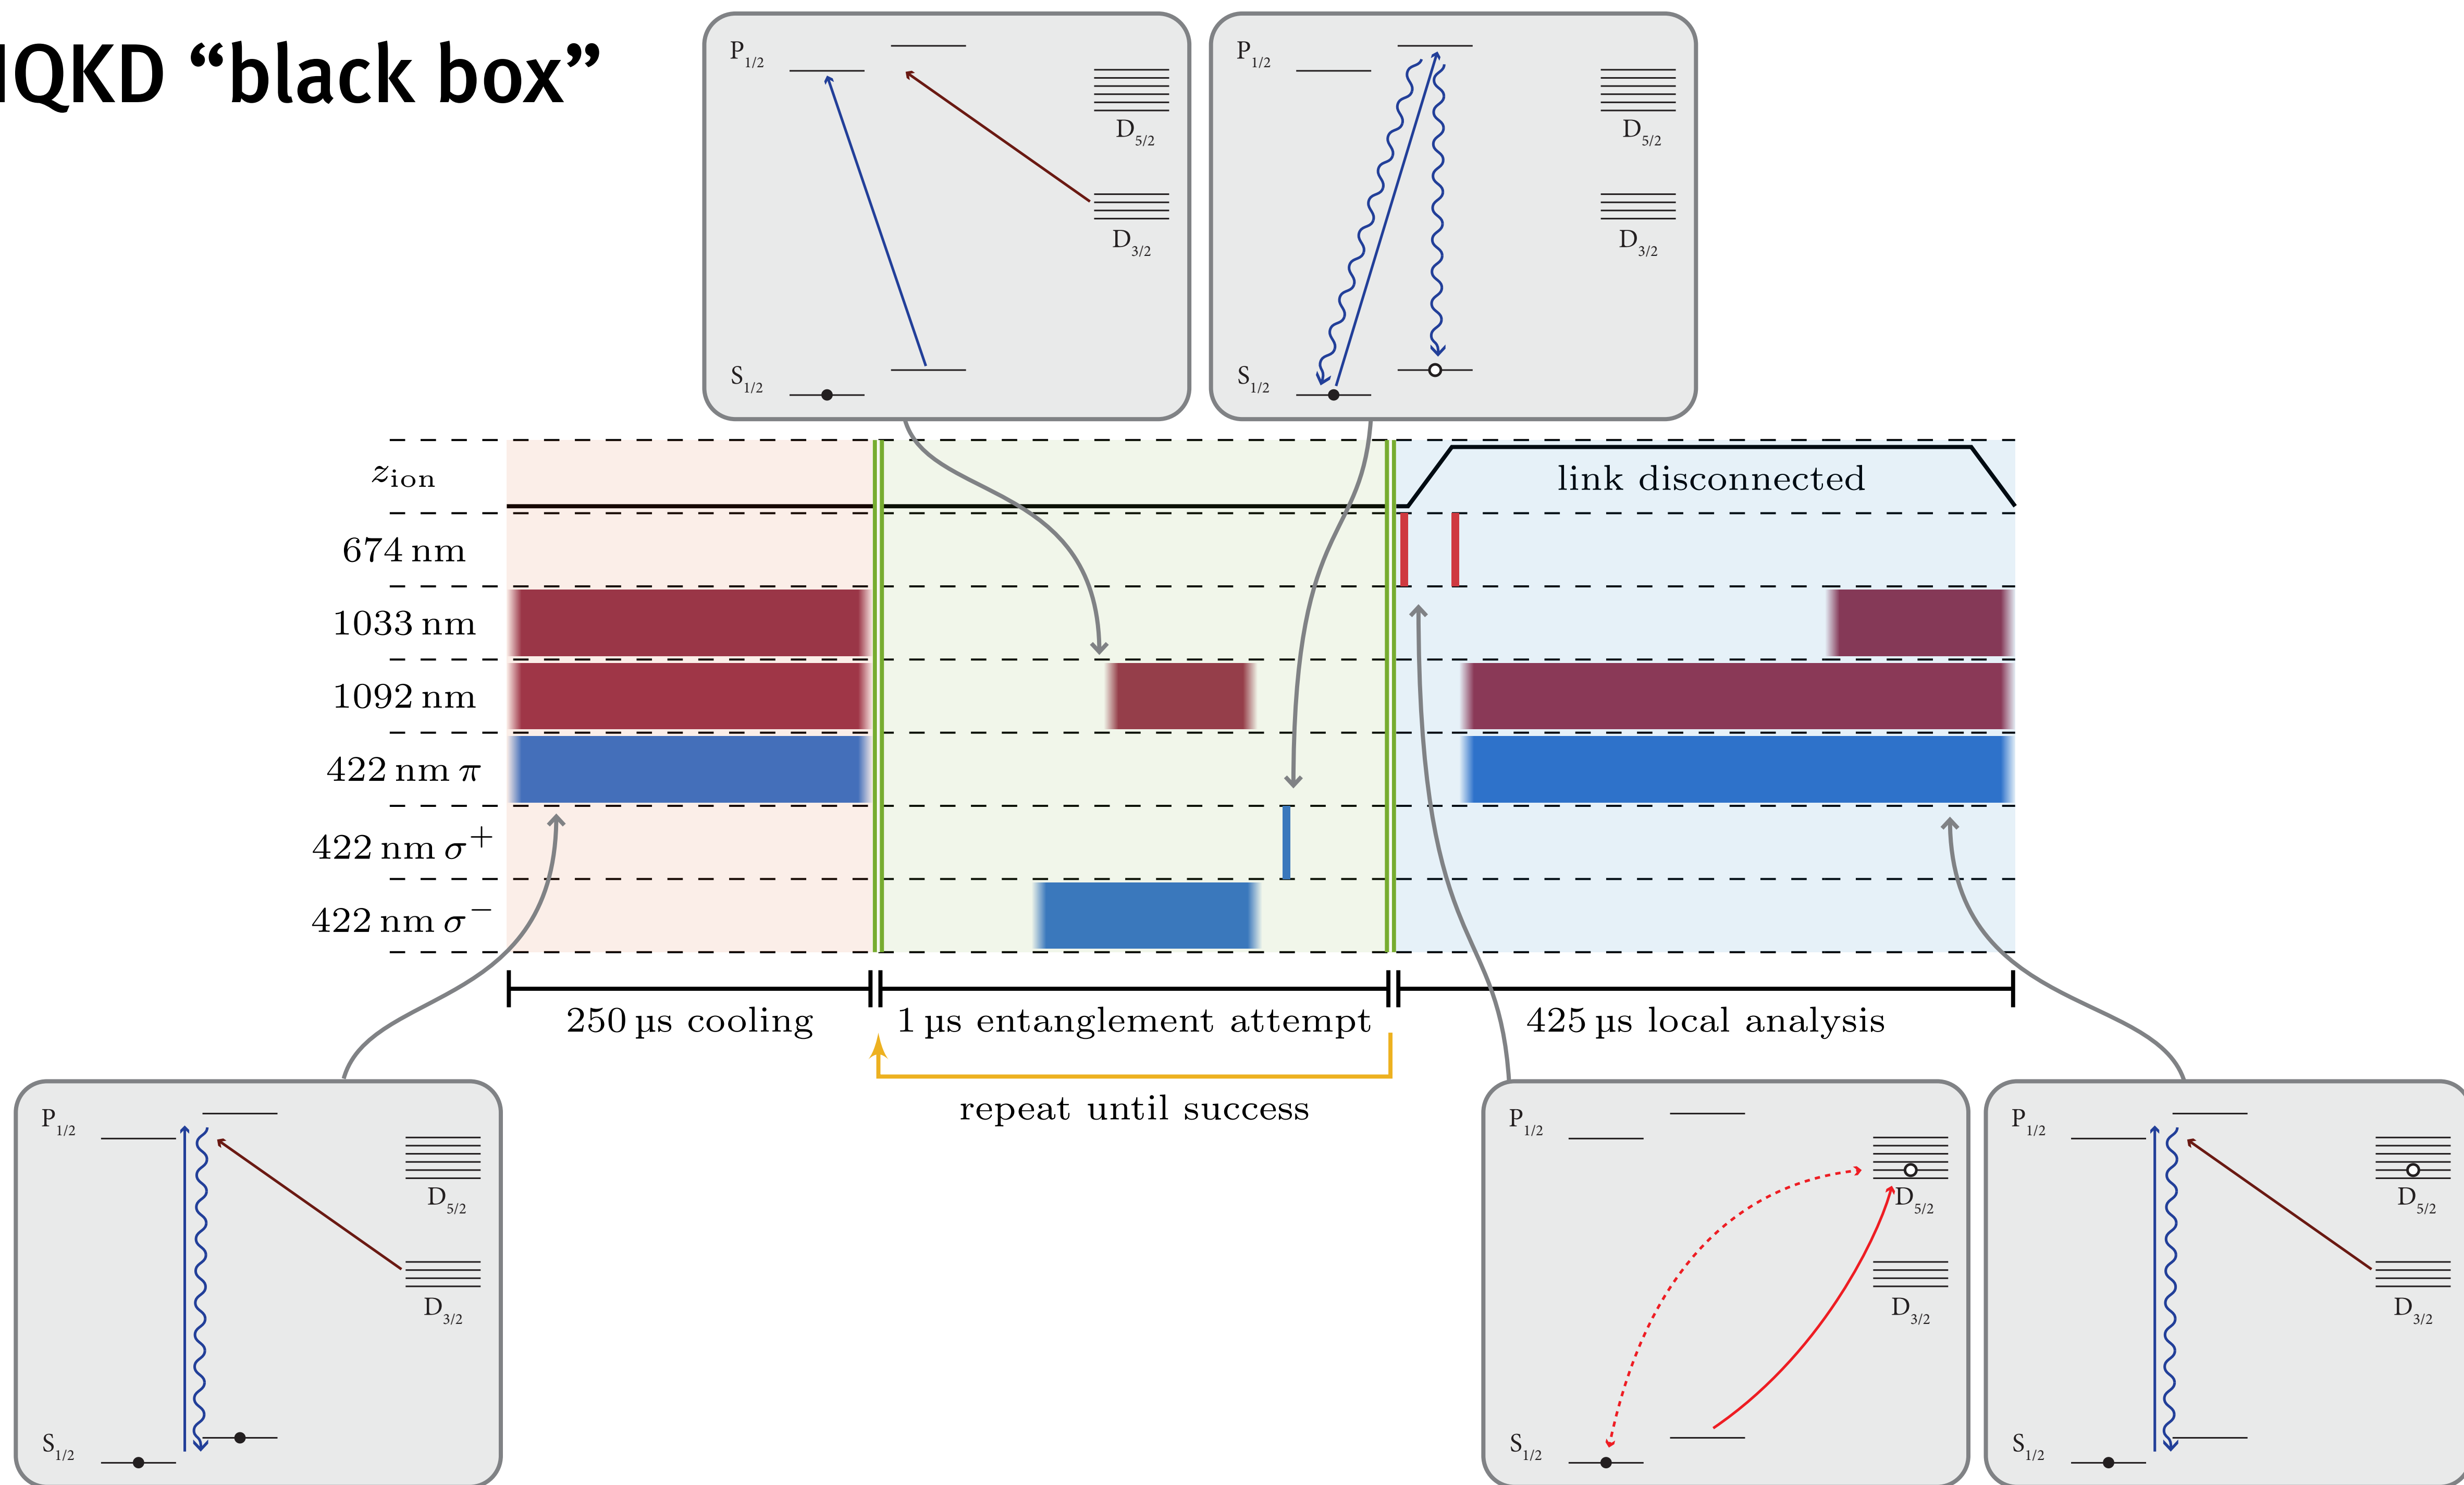 IQKD “black box”
P1/2
D5/2
D3/2
S1/2
P1/2
D5/2
D3/2
S1/2
zion
link disconnected
674 nm
1033 nm
1092 nm
422 nm π
422 nm σ+
422 nm σ−
250 µs cooling
1 µs entanglement attempt
425 µs local analysis
repeat until success
P1/2
D5/2
D3/2
S1/2
P1/2
D5/2
D3/2
S1/2
P1/2
D5/2
D3/2
S1/2